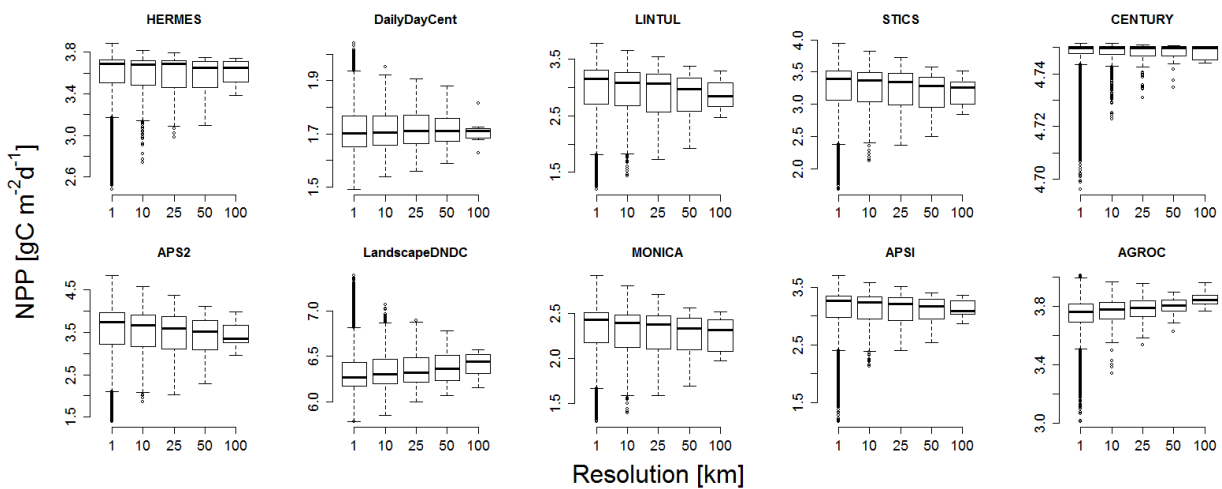 HERMES DailyDayCent LINTUL STICS CENTURY
3.8 3.4 3.0 2.6
1.9 1.7 1.5
3.5 2.5 1.5
4.0 3.5 3.0 2.5 2.0
4.74 4.72 4.70
1 10 25 50 100 1 10 25 50 100 1 10 25 50 100 1 10 25 50 100 1 10 25 50 100
NPP [gC m-2d-1]
APS2 LandscapeDNDC MONICA APSI AGROC
4.5 3.5 2.5 1.5
7.0 6.5 6.0
2.5 1.5
3.5 2.5 1.5
3.8 3.4 3.0
1 10 25 50 100 1 10 25 50 100 1 10 25 50 100 1 10 25 50 100 1 10 25 50 100
Resolution [km]